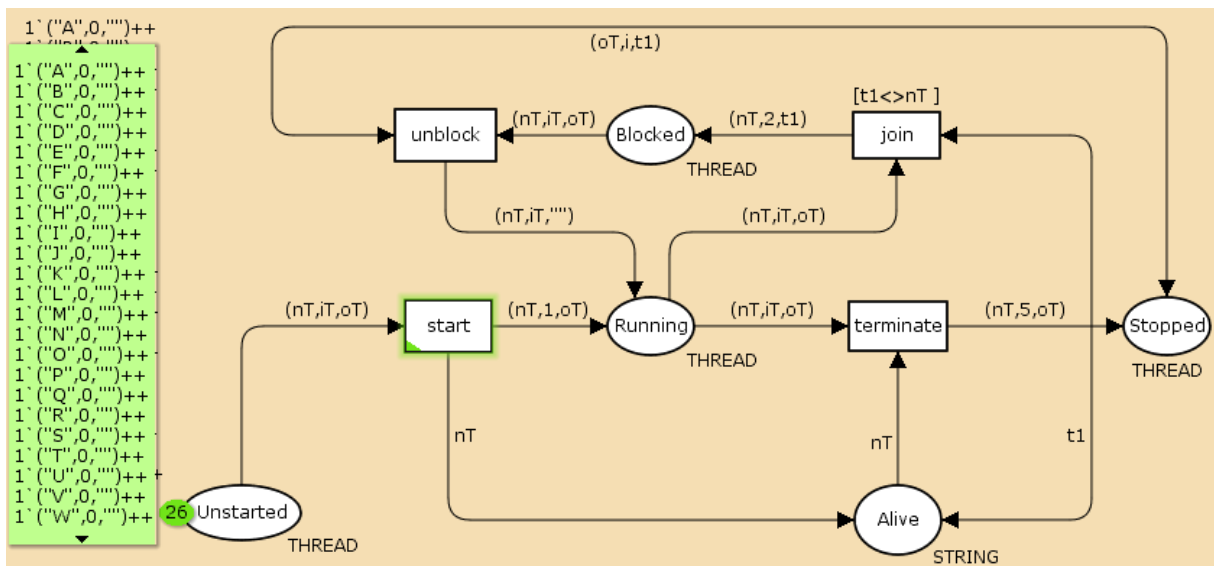 1`("A",0,"")++
1`("A",0,"")++
1`("B",0,"")++
1`("C",0,"")++
1`("D",0,"")++
1`("E",0,"")++
1`("F",0,"")++
1`("G",0,"")++
1`("H",0,"")++
1`("I",0,"")++
1`("J",0,"")++
1`("K",0,"")++
1`("L",0,"")++
1`("M",0,"")++
1`("N",0,"")++
1`("O",0,"")++
1`("P",0,"")++
1`("Q",0,"")++
1`("R",0,"")++
1`("S",0,"")++
1`("T",0,"")++
1`("U",0,"")++
1`("V",0,"")++
1`("W",0,"")++
(oT,i,t1)
[t1<>nT ]
unblock
(nT,iT,oT)
Blocked
(nT,2,t1)
join
THREAD
(nT,iT,"")
(nT,iT,oT)
(nT,iT,oT)
start
(nT,1,oT)
Running
(nT,iT,oT)
terminate
(nT,5,oT)
Stopped
THREAD
THREAD
nT
nT
t1
26
Unstarted
THREAD
Alive
STRING